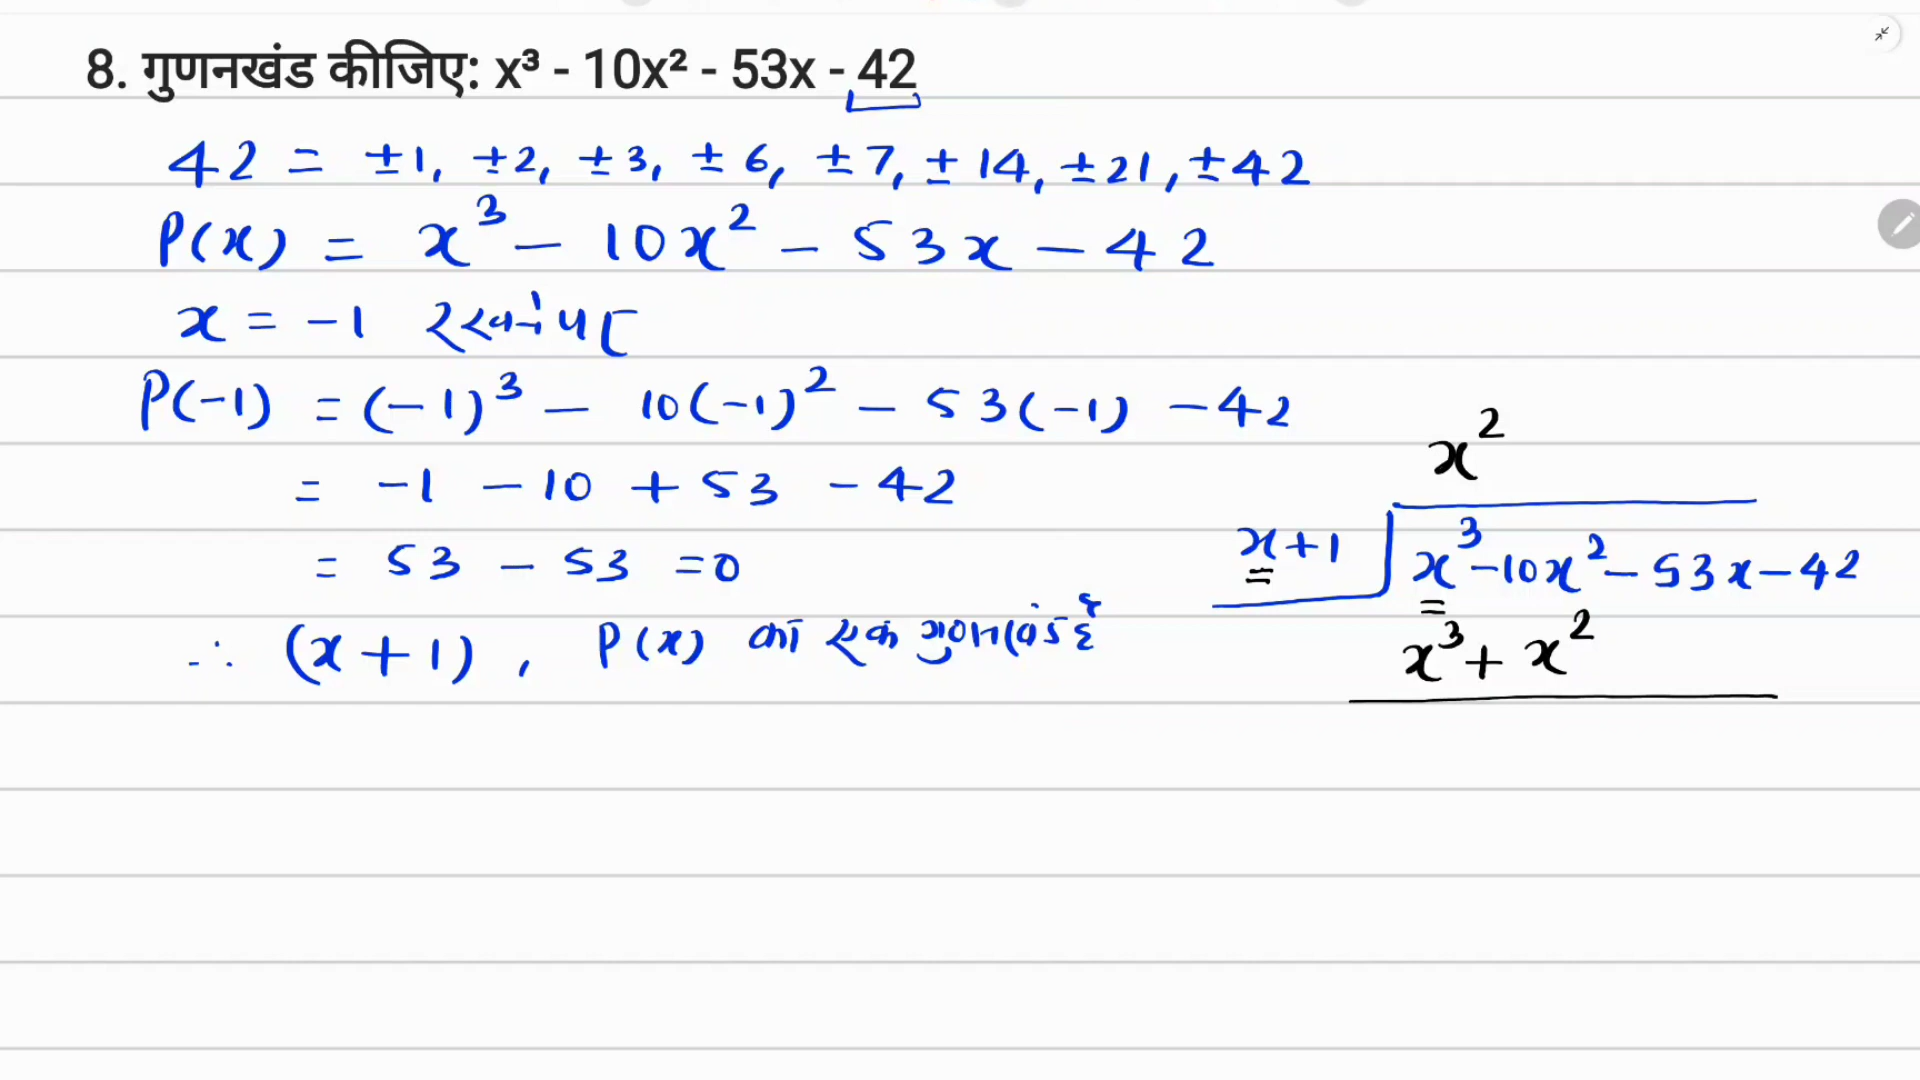 8. गुणनखंड कीजिए: x³ - 10x² - 53x - 42
42 = ±1, ±2, ±3, ±6, ±7, ±14, ±21, ±42
P(x) = x³ - 10x² - 53x - 42
x = -1 रखने पर
P(-1) = (-1)³ - 10(-1)² - 53(-1) - 42
= -1 - 10 + 53 - 42
= 53 - 53 = 0
∴ (x + 1), P(x) का एक गुणनखंड है
x²
x+1 x³-10x²-53x-42
x³+ x²